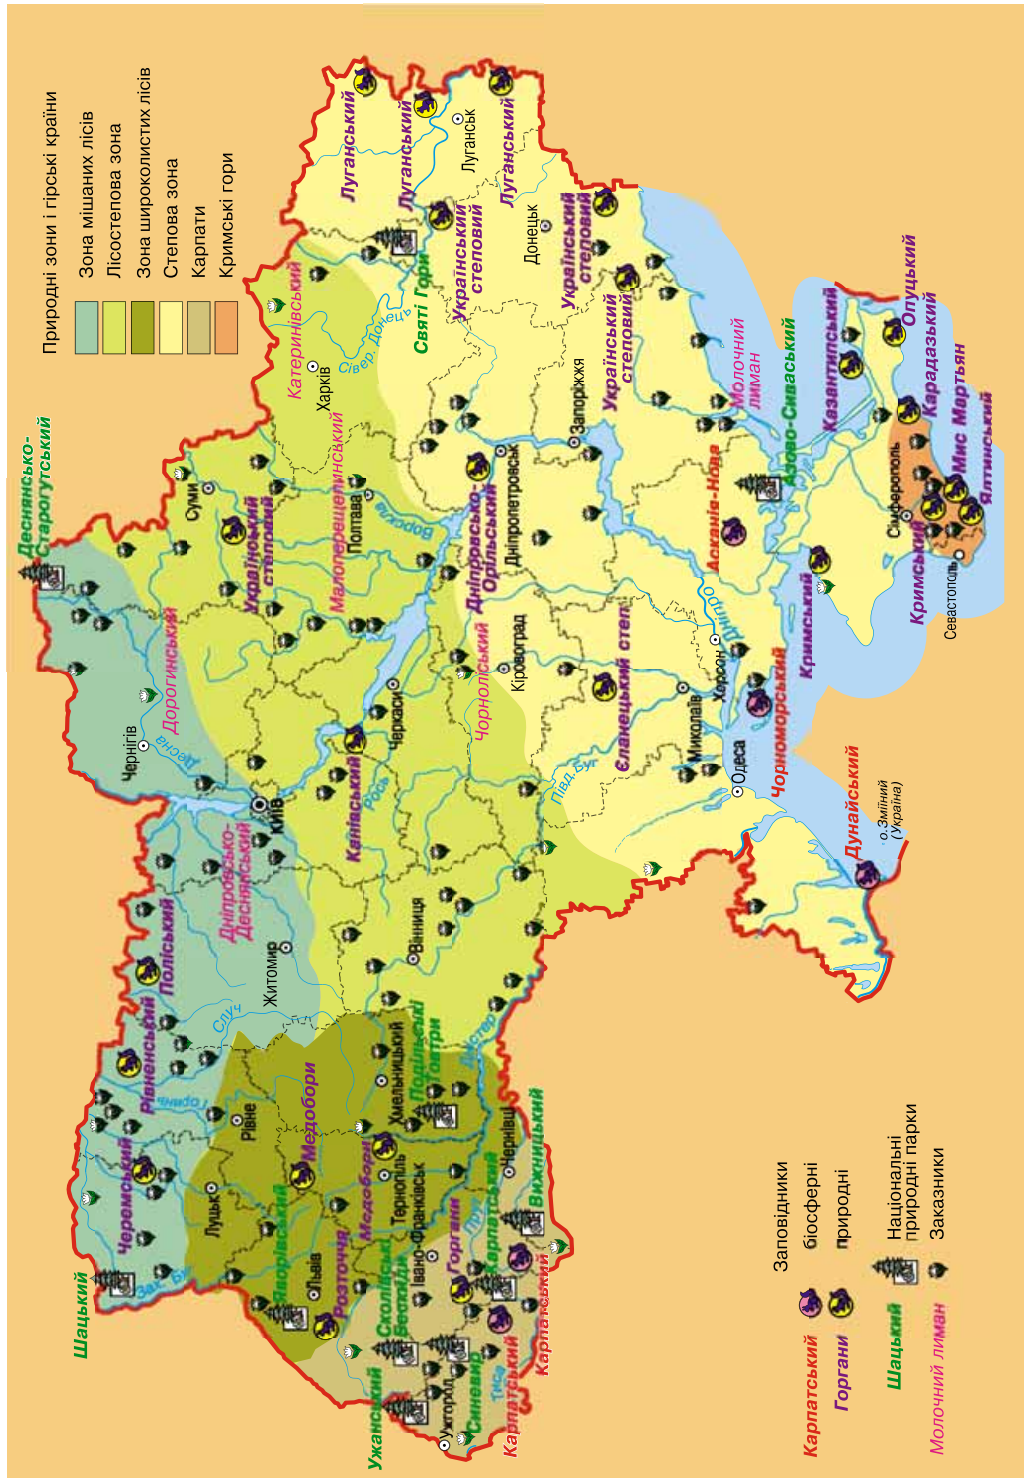 Природні зони і гірські країни
Зона мішаних лісів
Лісостепова зона
Зона широколистих лісів
Степова зона
Карпати
Кримські гори
Шацький
Зах. Буг
Черемський
Рівненський
Поліський
Горинь
Случ
Луцьк
Рівне
Житомир
Дніпровсько-
Деснянський
Київ
Чернігів
Десна
Дорогинський
Деснянсько-
Старогутський
Суми
Український
степовий
Малоперещепинський
Полтава
Ворскла
Катеринівський
Харків
Сівер. Донець
Святі Гори
Луганський
Луганський
Луганськ
Луганський
Український
степовий
Донецьк
Український
степовий
Український
степовий
Яворівський
Львів
Розточчя
Медобори
Медобори
Тернопіль
Хмельницький
Подільські
Товтри
Вінниця
Дністер
Канівський
Рось
Черкаси
Чорноліський
Кіровоград
Дніпровсько-
Орільський
Дніпропетровськ
Запоріжжя
Ужанський
Ужгород
Сколівські
Бескиди
Синевир
Тиса
Івано-Франківськ
Горгани
Прут
Карпатський
Карпатський
Карпатський
Чернівці
Вижницький
Півд. Буг
Єланецький степ
Миколаїв
Одеса
Херсон
Дніпро
Асканія-Нова
Молочний
лиман
Азово-Сиваський
Чорноморський
Дунайський
о. Зміїний
(Україна)
Кримський
Казантипський
Опуцький
Карадазький
Мис Мартьян
Ялтинський
Сімферополь
Кримський
Севастополь
Заповідники
Карпатський
біосферні
Горгани
природні
Шацький
Національні
природні парки
Молочний лиман
Заказники